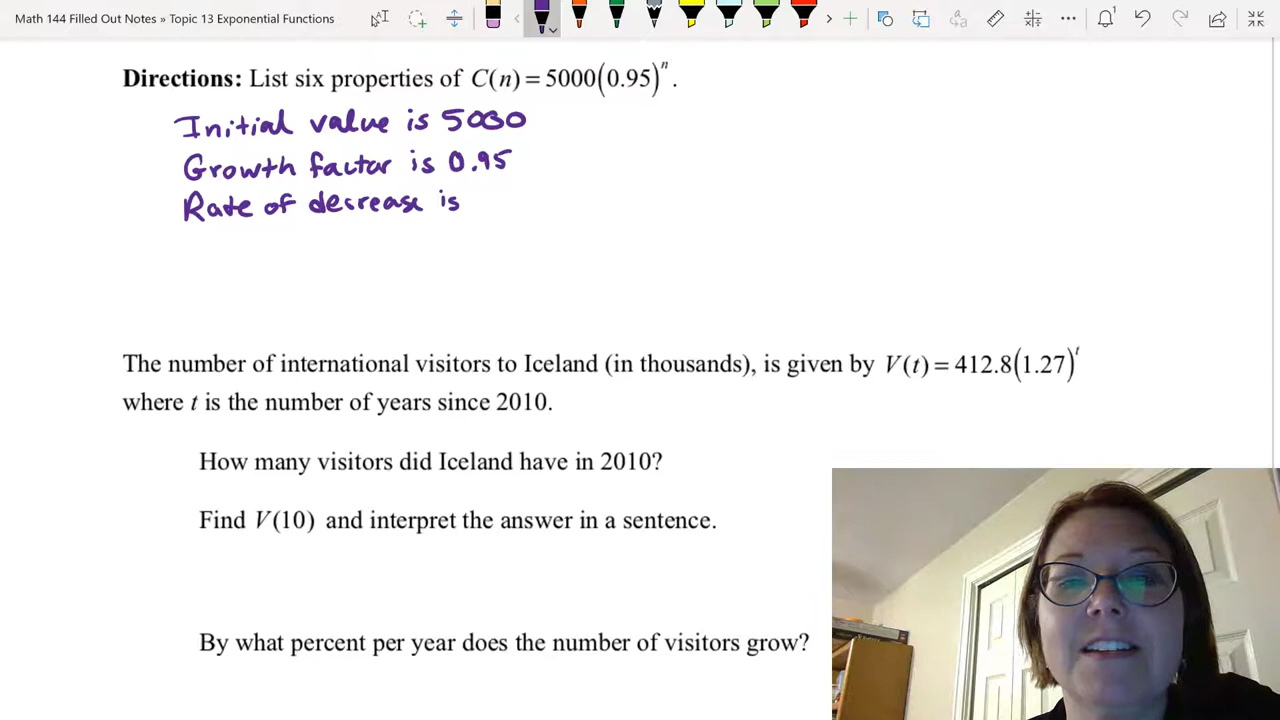 Math 144 Filled Out Notes » Topic 13 Exponential Functions
Directions: List six properties of C(n) = 5000(0.95)^n.
Initial value is 5000
Growth factor is 0.95
Rate of decrease is
The number of international visitors to Iceland (in thousands), is given by V(t) = 412.8(1.27)^t
where t is the number of years since 2010.
How many visitors did Iceland have in 2010?
Find V(10) and interpret the answer in a sentence.
By what percent per year does the number of visitors grow?